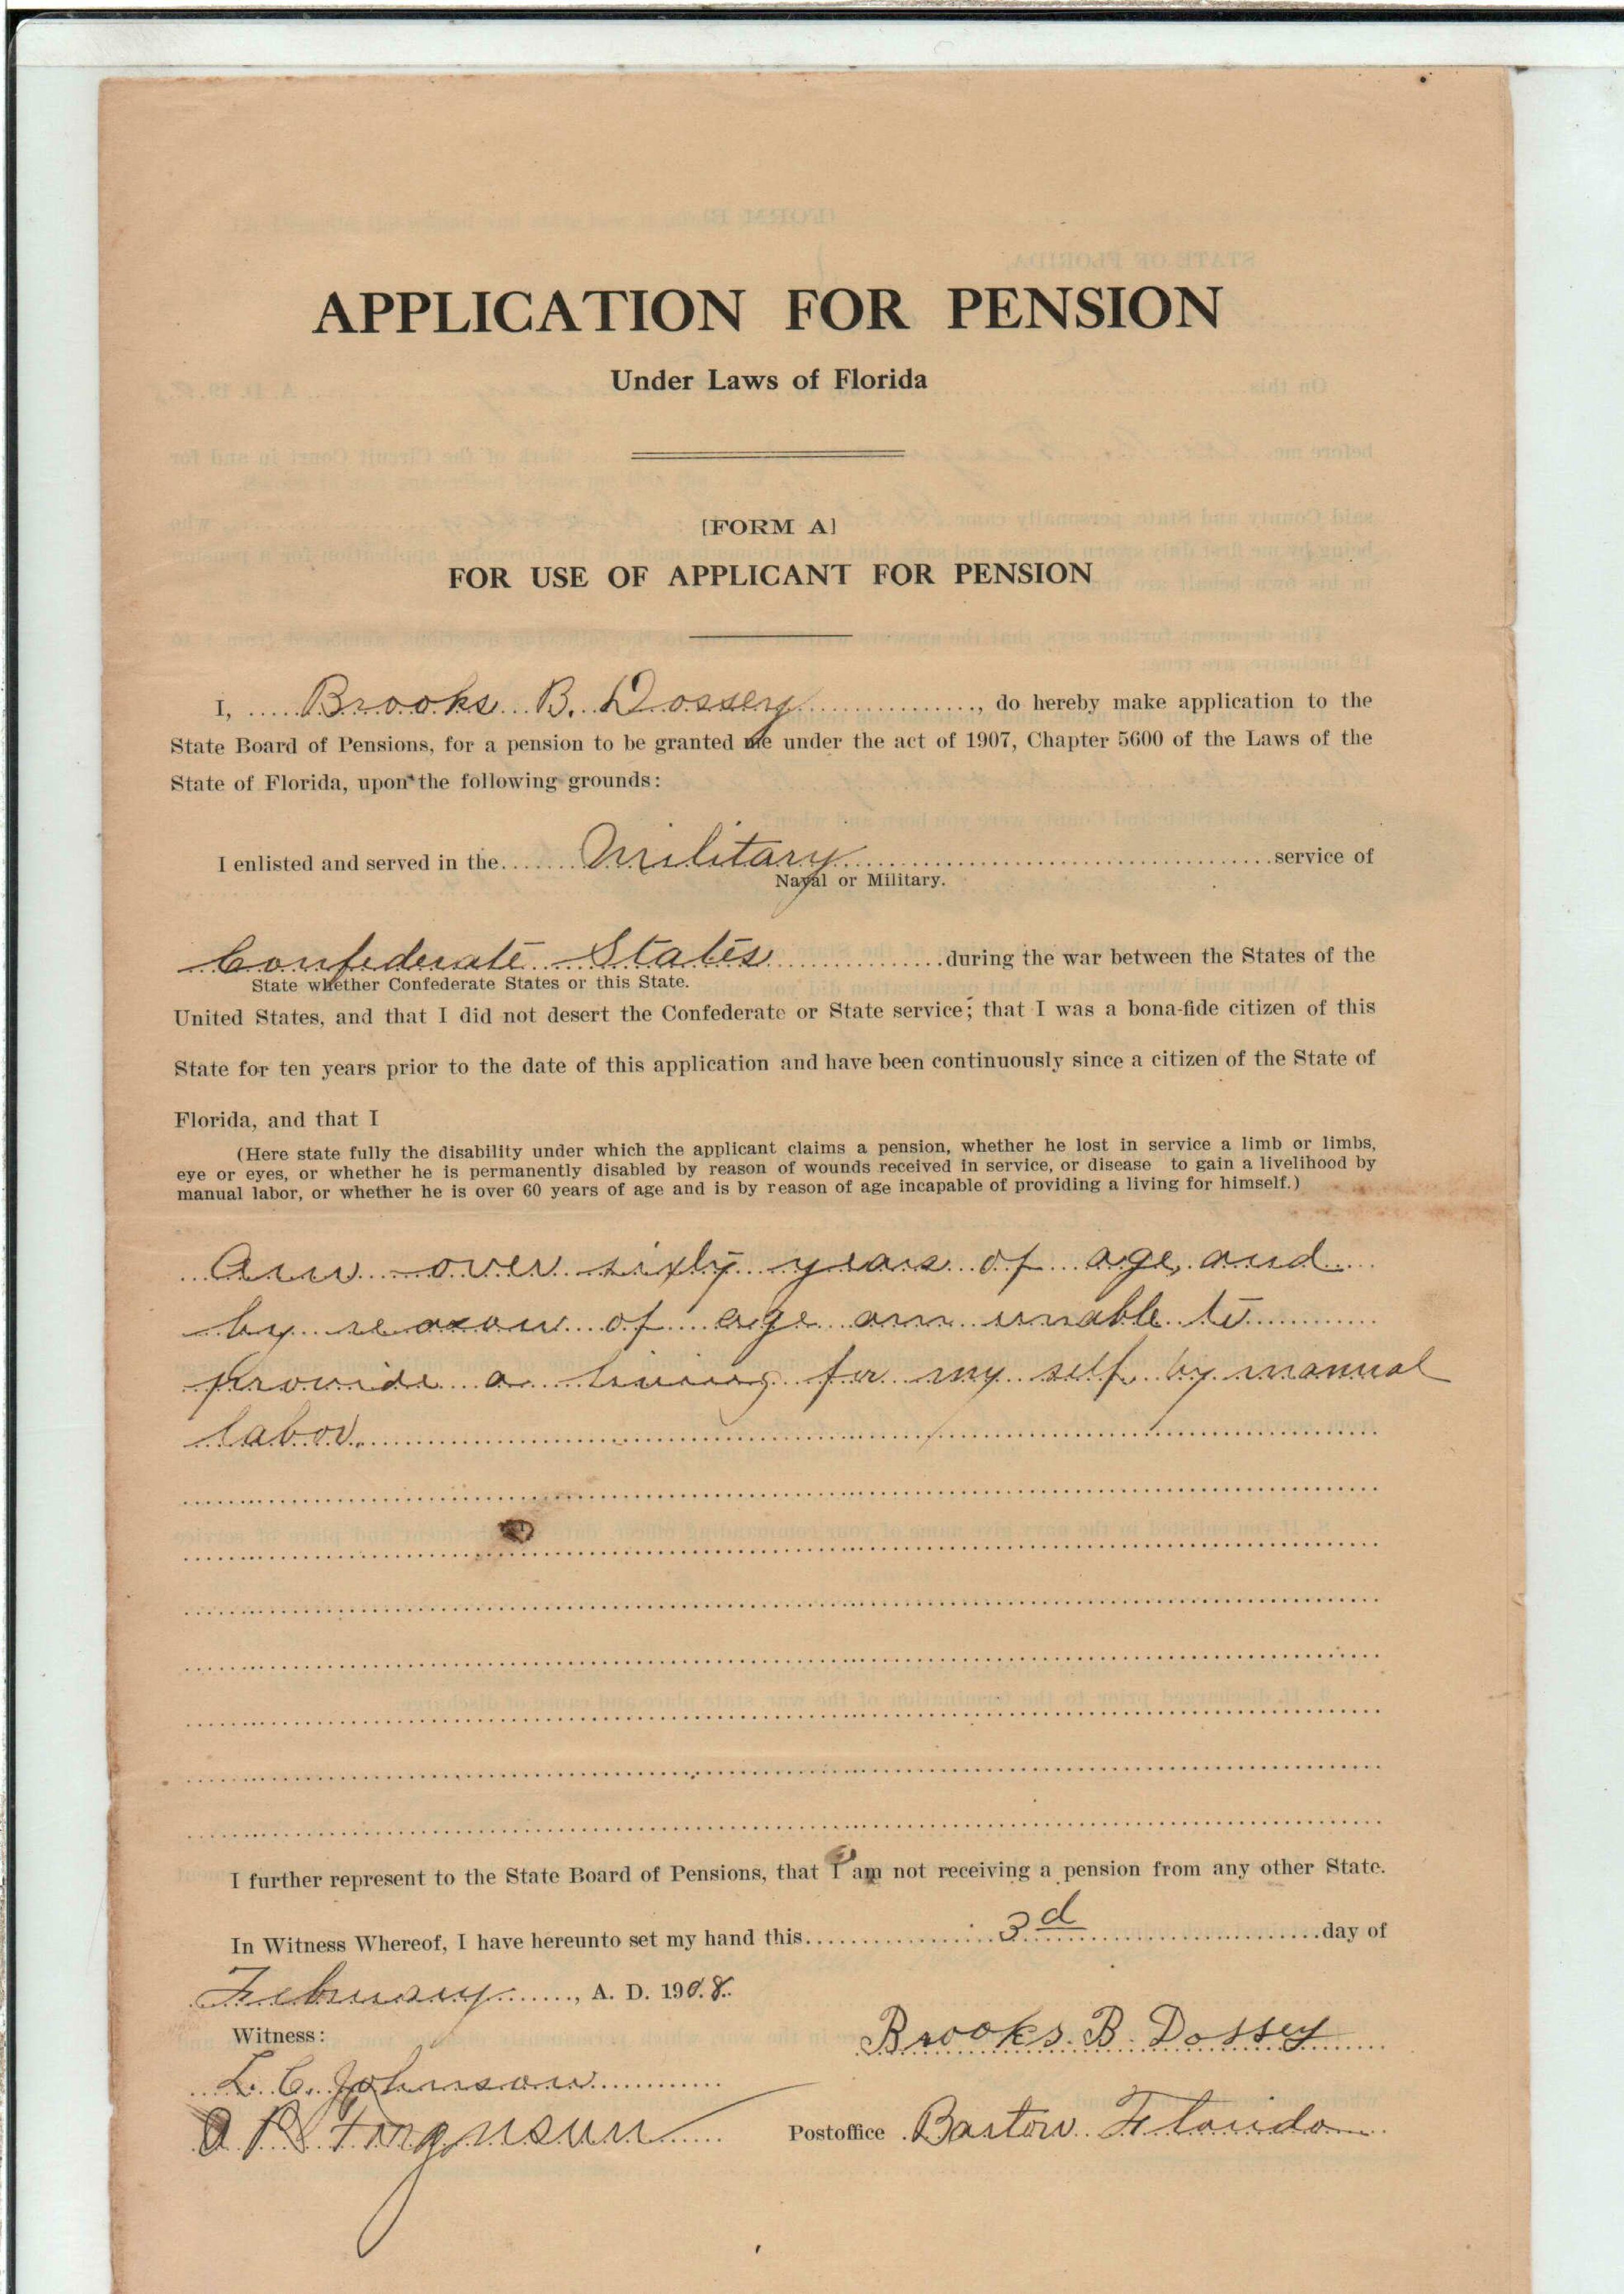 APPLICATION FOR PENSION
Under Laws of Florida
[FORM A]
FOR USE OF APPLICANT FOR PENSION
I, Brooks B. Dossey, do hereby make application to the
State Board of Pensions, for a pension to be granted me under the act of 1907, Chapter 5600 of the Laws of the
State of Florida, upon the following grounds:
I enlisted and served in the Military service of
Naval or Military.
Confederate States during the war between the States of the
State whether Confederate States or this State.
United States, and that I did not desert the Confederate or State service; that I was a bona-fide citizen of this
State for ten years prior to the date of this application and have been continuously since a citizen of the State of
Florida, and that I
(Here state fully the disability under which the applicant claims a pension, whether he lost in service a limb or limbs,
eye or eyes, or whether he is permanently disabled by reason of wounds received in service, or disease to gain a livelihood by
manual labor, or whether he is over 60 years of age and is by reason of age incapable of providing a living for himself.)
Am over sixty years of age, and
by reason of age am unable to
provide a living for my self by manual
labor.
I further represent to the State Board of Pensions, that I am not receiving a pension from any other State.
In Witness Whereof, I have hereunto set my hand this 3d day of
February, A. D. 1908.
Witness:
Brooks. B. Dossey
L. C. Johnson
Postoffice Bartow Florida